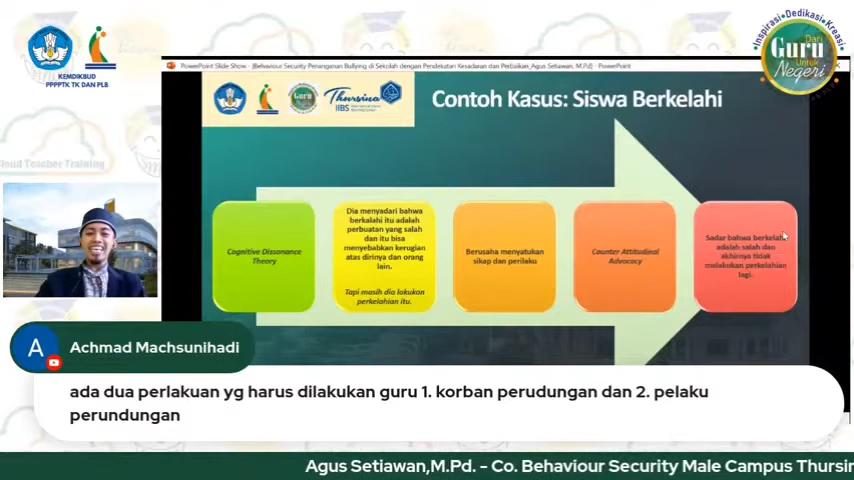 KEMDIKBUD
PPPPTK TK DAN PLB
Inspirasi•Dedikasi•Kreasi
Dari
Guru
Untuk
Negeri
PowerPoint Slide Show - [Behaviour Security Penanganan Bullying di Sekolah dengan Pendekatan Kesadaran dan Perbaikan_Agus Setiawan, M.Pd] - PowerPoint
Guru
Thursina
IIBS
Contoh Kasus: Siswa Berkelahi
Cloud Teacher Training
Cognitive Dissonance
Theory
Dia menyadari bahwa
berkelahi itu adalah
perbuatan yang salah
dan itu bisa
menyebabkan kerugian
atas dirinya dan orang
lain.
Tapi masih dia lakukan
perkelahian itu.
Berusaha menyatukan
sikap dan perilaku
Counter Attitudinal
Advocacy
Sadar bahwa berkelahi
adalah salah dan
akhirnya tidak
melakukan perkelahian
lagi.
A
Achmad Machsunihadi
ada dua perlakuan yg harus dilakukan guru 1. korban perudungan dan 2. pelaku
perundungan
Agus Setiawan,M.Pd. - Co. Behaviour Security Male Campus Thursin